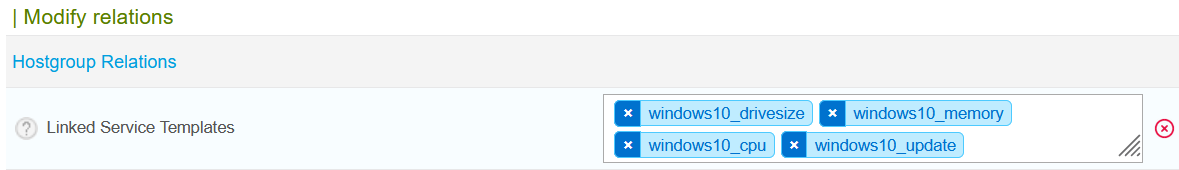 | Modify relations
Hostgroup Relations
? Linked Service Templates
× windows10_drivesize × windows10_memory
× windows10_cpu × windows10_update